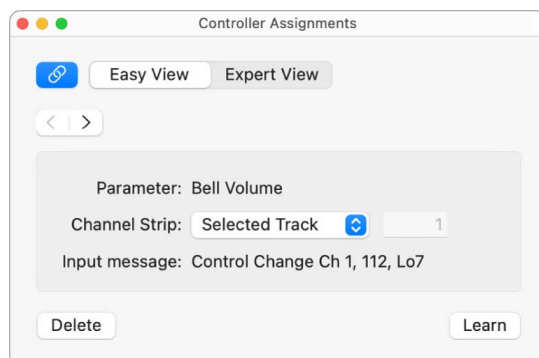 Controller Assignments
Easy View Expert View
< >
Parameter: Bell Volume
Channel Strip: Selected Track 1
Input message: Control Change Ch 1, 112, Lo7
Delete Learn